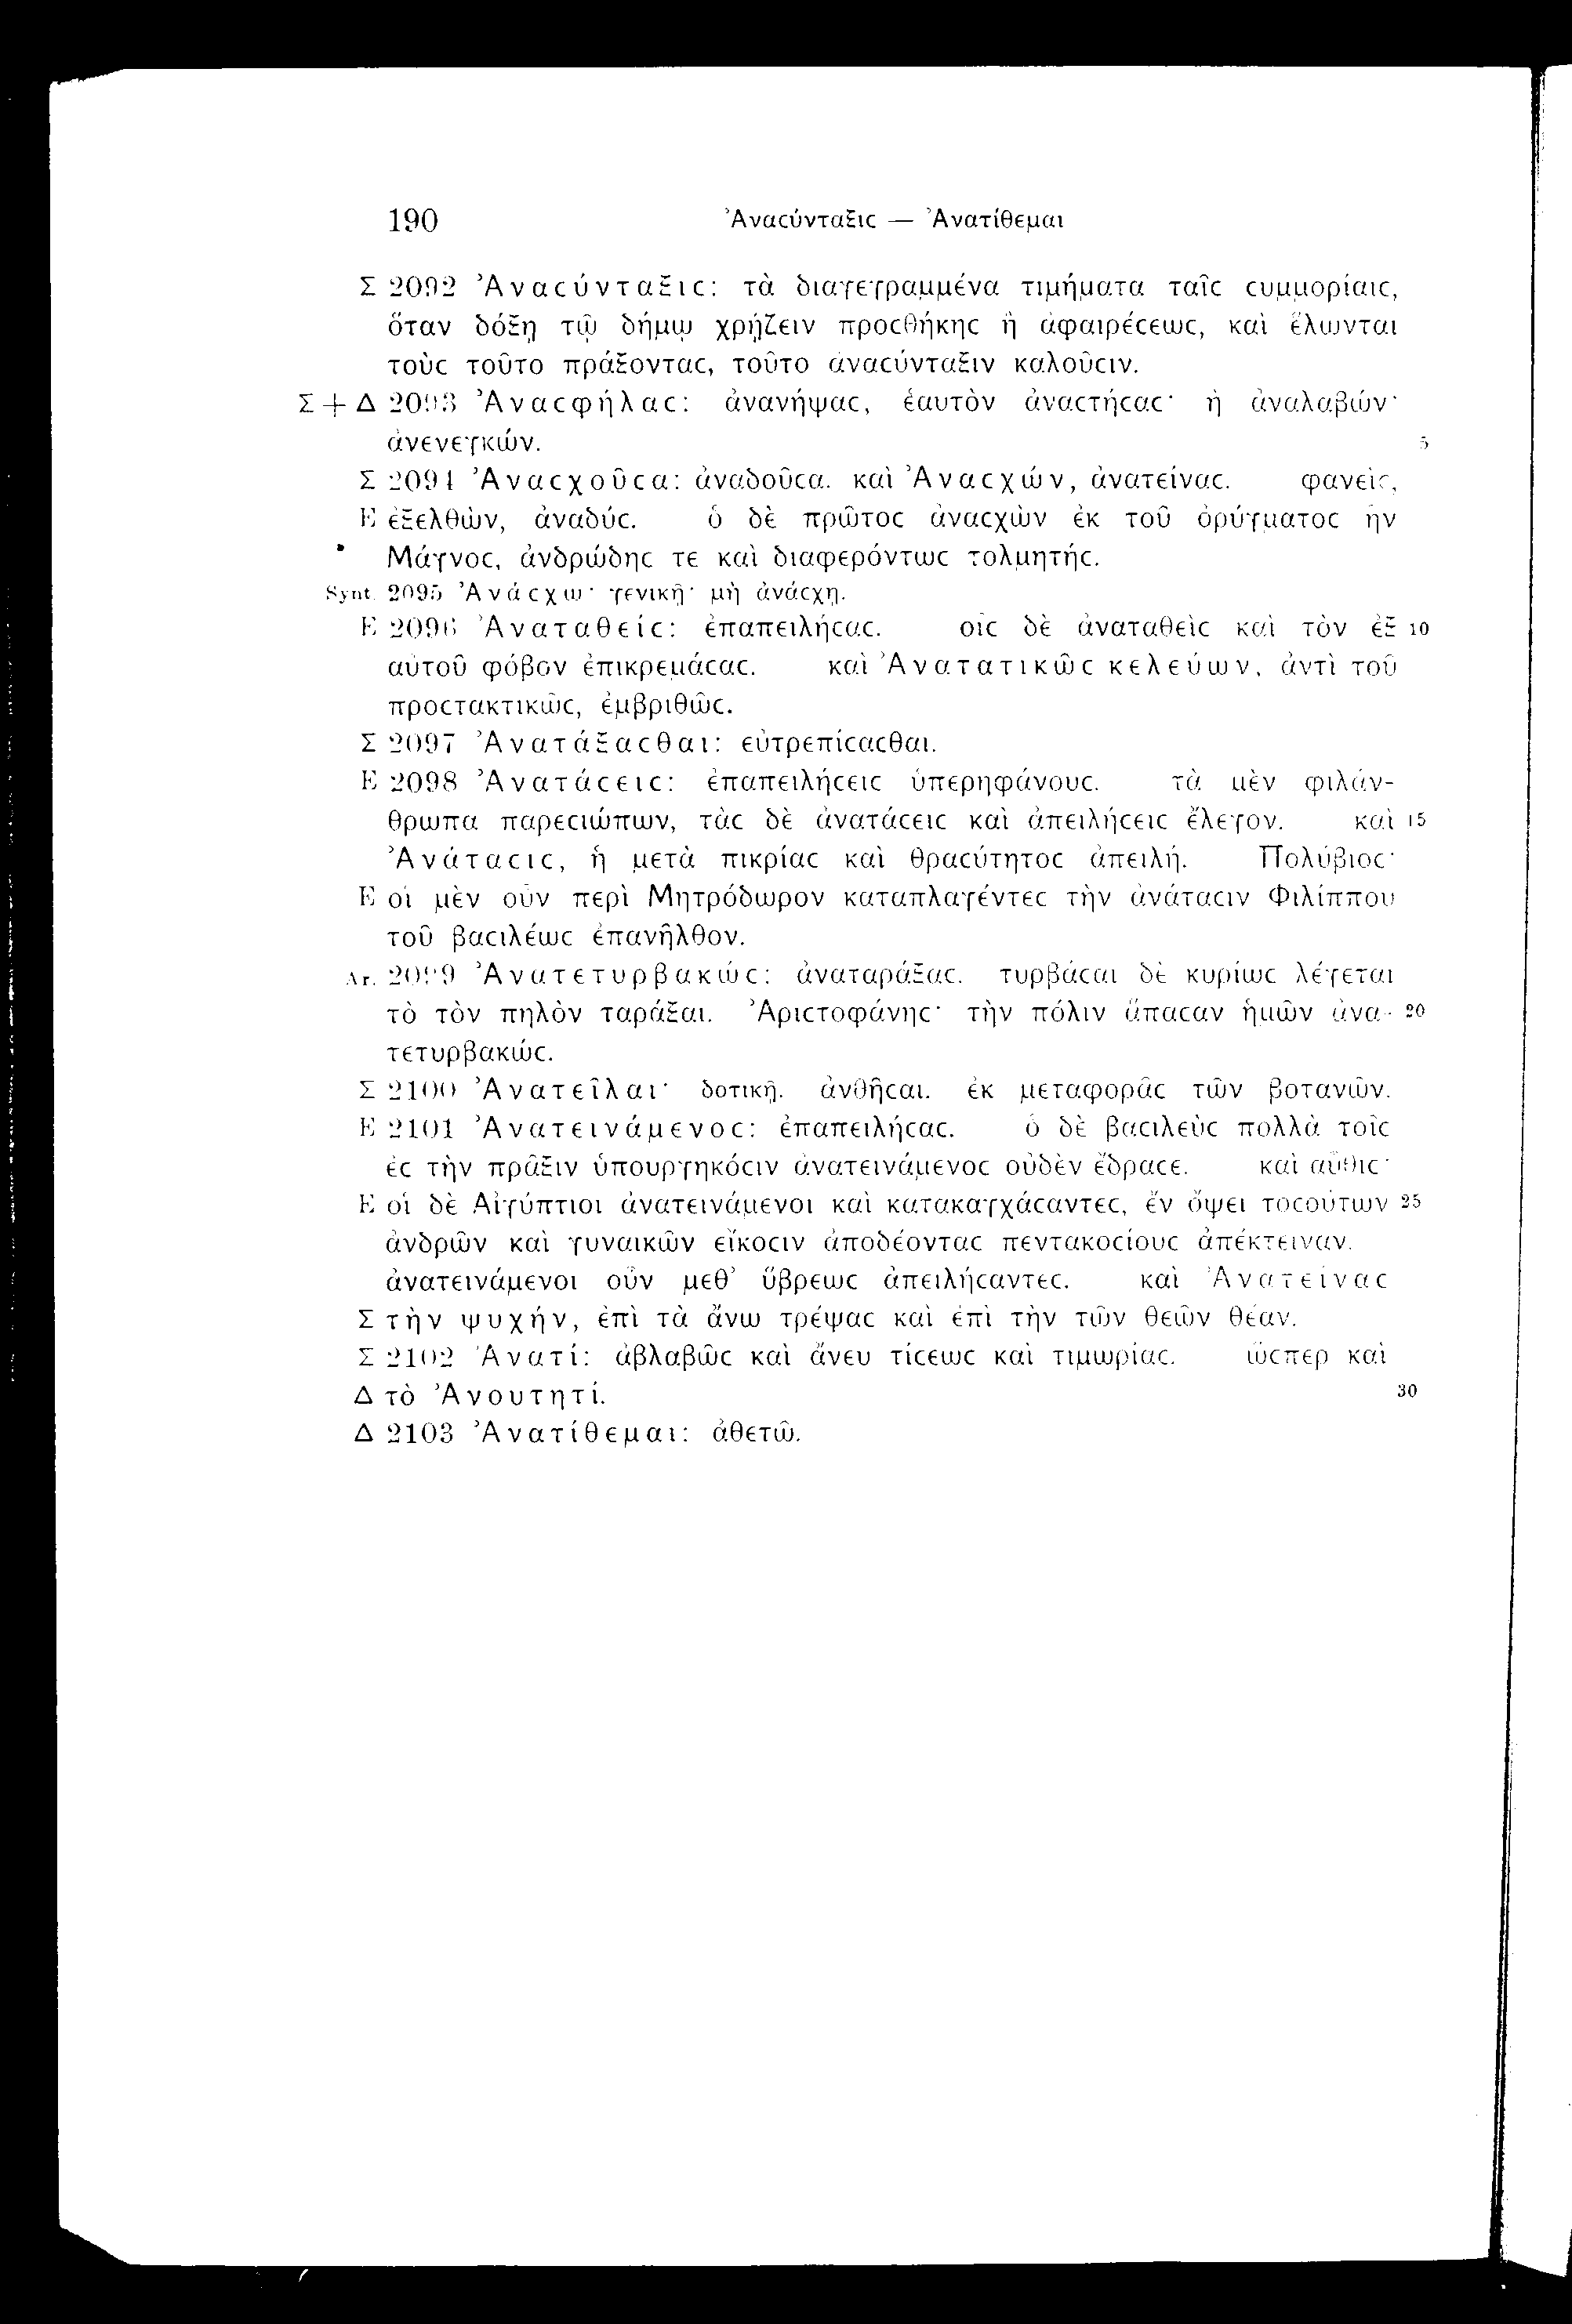 190 Ἀναϲύνταξιϲ — Ἀνατίθεμαι
Σ 2092 Ἀναϲύνταξιϲ: τὰ διαγεγραμμένα τιμήματα ταῖϲ ϲυμμορίαιϲ,
ὅταν δόξῃ τῷ δήμῳ χρῄζειν προϲθήκηϲ ἢ ἀφαιρέϲεωϲ, καὶ ἕλωνται
τοὺϲ τοῦτο πράξονταϲ, τοῦτο ἀναϲύνταξιν καλοῦϲιν.
Σ + Δ 2093 Ἀναϲφήλαϲ: ἀνανήψαϲ, ἑαυτὸν ἀναϲτήϲαϲ· ἢ ἀναλαβών·
ἀνενεγκών. 5
Σ 2094 Ἀναϲχοῦϲα: ἀναδοῦϲα. καὶ Ἀναϲχών, ἀνατείναϲ. φανείϲ,
E ἐξελθών, ἀναδύϲ. ὁ δὲ πρῶτοϲ ἀναϲχὼν ἐκ τοῦ ὀρύγματοϲ ἦν
Μάγνοϲ, ἀνδρώδηϲ τε καὶ διαφερόντωϲ τολμητήϲ.
Synt. 2095 Ἀνάϲχω· γενικῇ· μὴ ἀνάϲχῃ.
E 2096 Ἀναταθείϲ: ἐπαπειλήϲαϲ. οἷϲ δὲ ἀναταθεὶϲ καὶ τὸν ἐξ 10
αὐτοῦ φόβον ἐπικρεμάϲαϲ. καὶ Ἀνατατικῶϲ κελεύων, ἀντὶ τοῦ
προϲτακτικῶϲ, ἐμβριθῶϲ.
Σ 2097 Ἀνατάξαϲθαι: εὐτρεπίϲαϲθαι.
E 2098 Ἀνατάϲειϲ: ἐπαπειλήϲειϲ ὑπερηφάνουϲ. τὰ μὲν φιλάν-
θρωπα παρεϲιώπων, τὰϲ δὲ ἀνατάϲειϲ καὶ ἀπειλήϲειϲ ἔλεγον. καὶ 15
Ἀνάταϲιϲ, ἡ μετὰ πικρίαϲ καὶ θραϲύτητοϲ ἀπειλή. Πολύβιοϲ·
E οἱ μὲν οὖν περὶ Μητρόδωρον καταπλαγέντεϲ τὴν ἀνάταϲιν Φιλίππου
τοῦ βαϲιλέωϲ ἐπανῆλθον.
Ar. 2099 Ἀνατετυρβακώϲ: ἀναταράξαϲ. τυρβάϲαι δὲ κυρίωϲ λέγεται
τὸ τὸν πηλὸν ταράξαι. Ἀριϲτοφάνηϲ· τὴν πόλιν ἅπαϲαν ἡμῶν ἀνα- 20
τετυρβακώϲ.
Σ 2100 Ἀνατεῖλαι· δοτικῇ. ἀνθῆϲαι. ἐκ μεταφορᾶϲ τῶν βοτανῶν.
E 2101 Ἀνατεινάμενοϲ: ἐπαπειλήϲαϲ. ὁ δὲ βαϲιλεὺϲ πολλὰ τοῖϲ
ἐϲ τὴν πρᾶξιν ὑπουργηκόϲιν ἀνατεινάμενοϲ οὐδὲν ἔδραϲε. καὶ αὖθιϲ·
E οἱ δὲ Αἰγύπτιοι ἀνατεινάμενοι καὶ κατακαγχάϲαντεϲ, ἐν ὄψει τοϲούτων 25
ἀνδρῶν καὶ γυναικῶν εἴκοϲιν ἀποδέονταϲ πεντακοϲίουϲ ἀπέκτειναν.
ἀνατεινάμενοι οὖν μεθ’ ὕβρεωϲ ἀπειλήϲαντεϲ. καὶ Ἀνατείναϲ
Σ τὴν ψυχήν, ἐπὶ τὰ ἄνω τρέψαϲ καὶ ἐπὶ τὴν τῶν θείων θέαν.
Σ 2102 Ἀνατί: ἀβλαβῶϲ καὶ ἄνευ τίϲεωϲ καὶ τιμωρίαϲ. ὥϲπερ καὶ
Δ τὸ Ἀνουτητί. 30
Δ 2103 Ἀνατίθεμαι: ἀθετῶ.